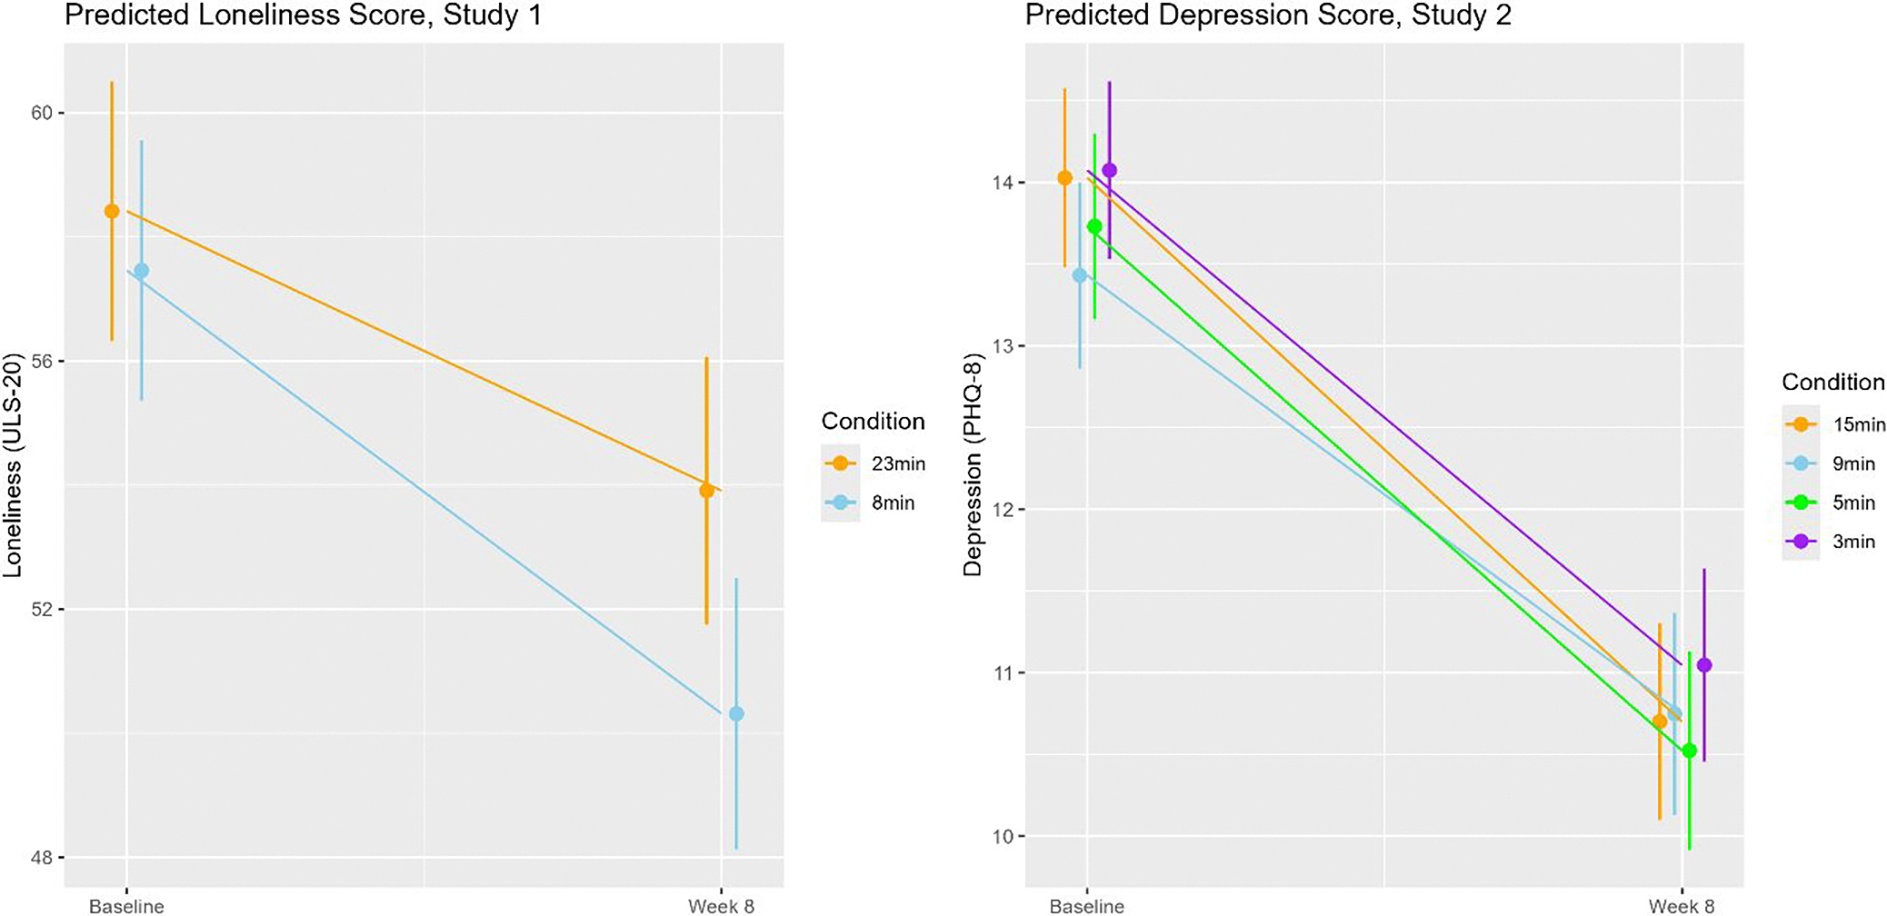 Predicted Loneliness Score, Study 1
Loneliness (ULS-20)
60
56
52
48
Baseline
Week 8
Condition
23min
8min
Predicted Depression Score, Study 2
Depression (PHQ-8)
14
13
12
11
10
Baseline
Week 8
Condition
15min
9min
5min
3min